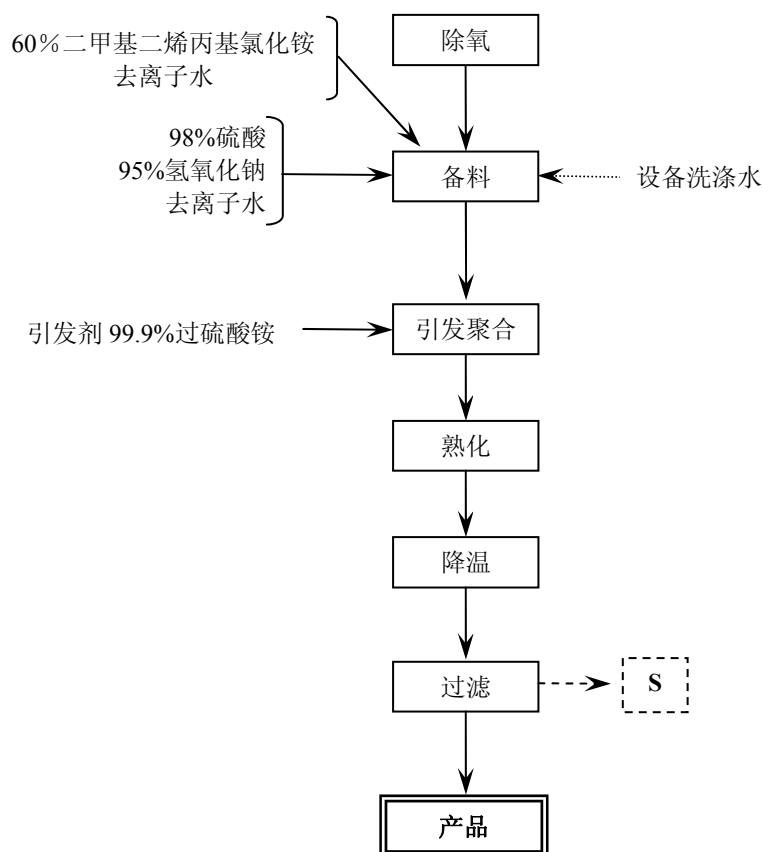 60%二甲基二烯丙基氯化铵
去离子水
除氧
98%硫酸
95%氢氧化钠
去离子水
备料
设备洗涤水
引发剂 99.9%过硫酸铵
引发聚合
熟化
降温
过滤
S
产品